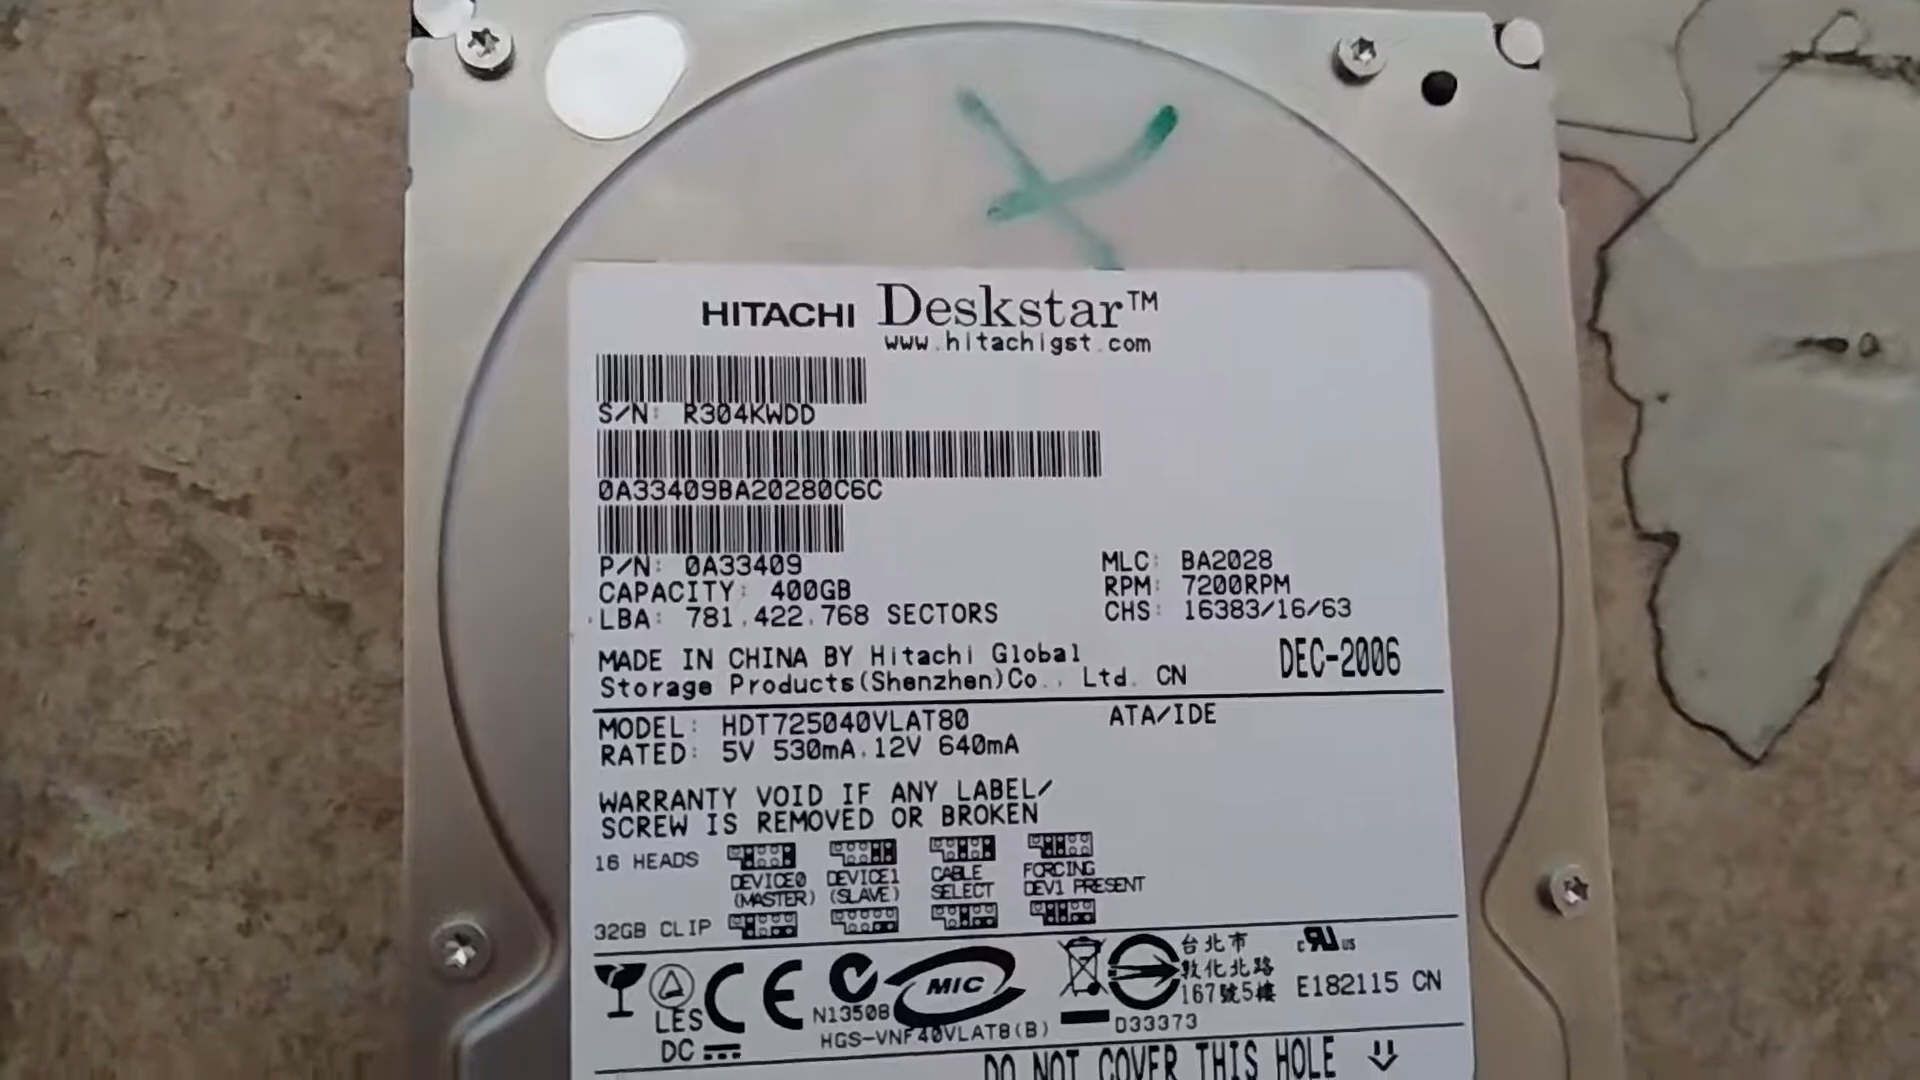 HITACHI Deskstar™
www.hitachigst.com
S/N: R304KWDD
0A33409BA20280C6C
P/N: 0A33409
MLC: BA2028
CAPACITY: 400GB
RPM: 7200RPM
LBA: 781,422,768 SECTORS
CHS: 16383/16/63
MADE IN CHINA BY Hitachi Global
Storage Products(Shenzhen)Co., Ltd. CN
DEC-2006
MODEL: HDT725040VLAT80
ATA/IDE
RATED: 5V 530mA,12V 640mA
WARRANTY VOID IF ANY LABEL/
SCREW IS REMOVED OR BROKEN
16 HEADS
DEVICE0 (MASTER)
DEVICE1 (SLAVE)
CABLE SELECT
FORCING DEV1 PRESENT
32GB CLIP
LES
DC
CE
N13508
MIC
HGS-VNF40VLAT8(B)
台北市
敦化北路
167號5樓
D33373
c RU us
E182115 CN
DO NOT COVER THIS HOLE